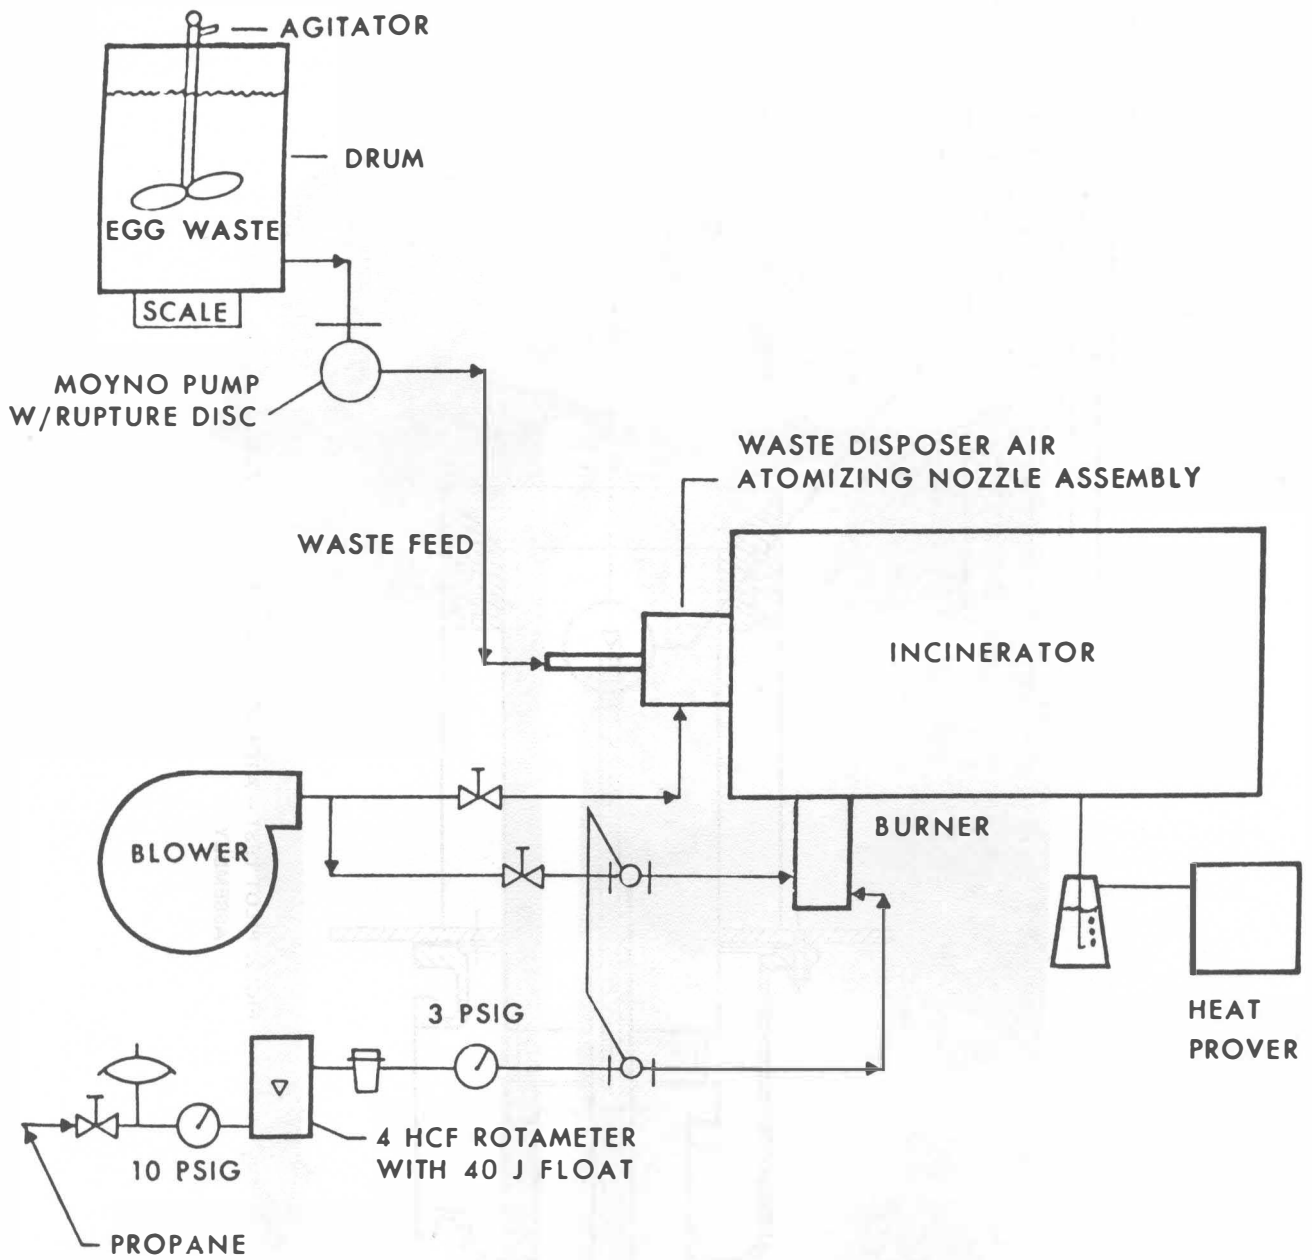 AGITATOR
DRUM
EGG WASTE
SCALE
MOYNO PUMP
W/RUPTURE DISC
WASTE DISPOSER AIR
ATOMIZING NOZZLE ASSEMBLY
WASTE FEED
INCINERATOR
BLOWER
BURNER
HEAT
PROVER
3 PSIG
4 HCF ROTAMETER
WITH 40 J FLOAT
10 PSIG
PROPANE